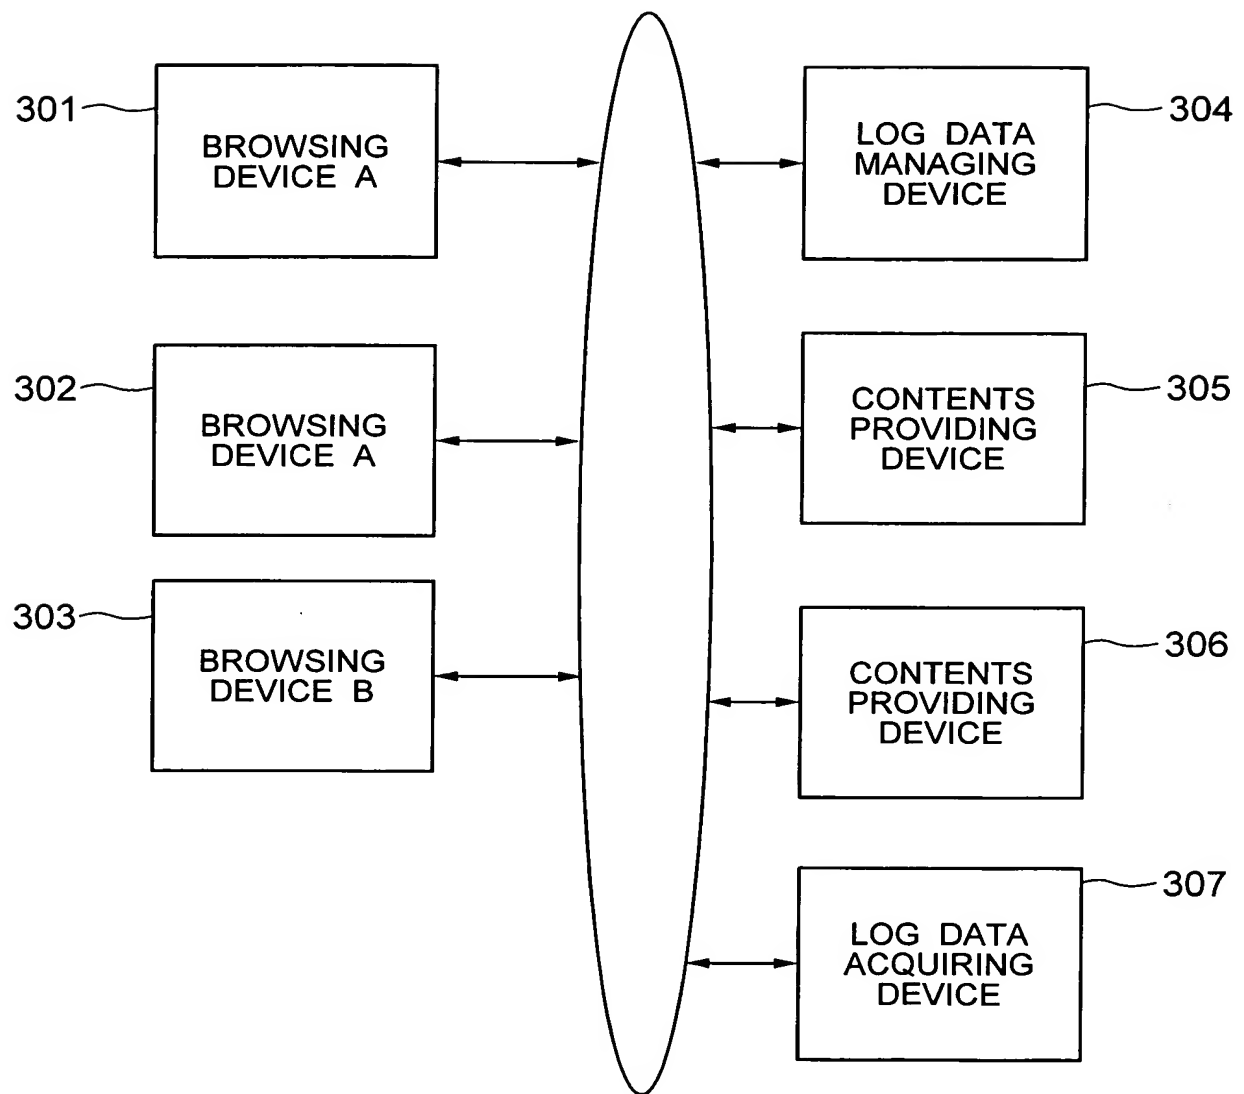 301
BROWSING
DEVICE A
302
BROWSING
DEVICE A
303
BROWSING
DEVICE B
304
LOG DATA
MANAGING
DEVICE
305
CONTENTS
PROVIDING
DEVICE
306
CONTENTS
PROVIDING
DEVICE
307
LOG DATA
ACQUIRING
DEVICE